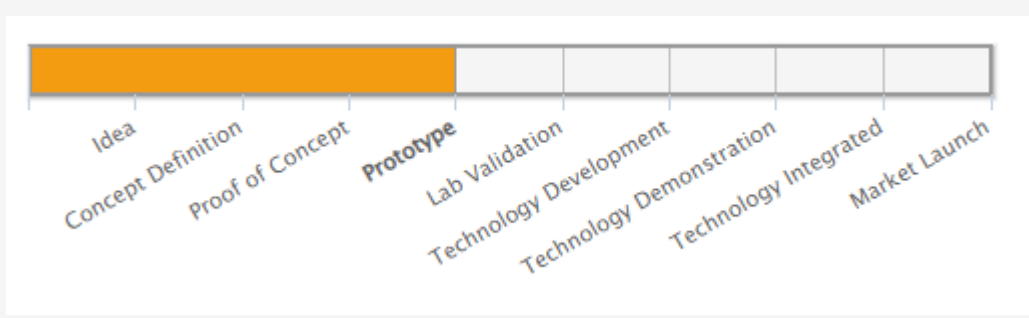 Idea
Concept Definition
Proof of Concept
Prototype
Lab Validation
Technology Development
Technology Demonstration
Technology Integrated
Market Launch